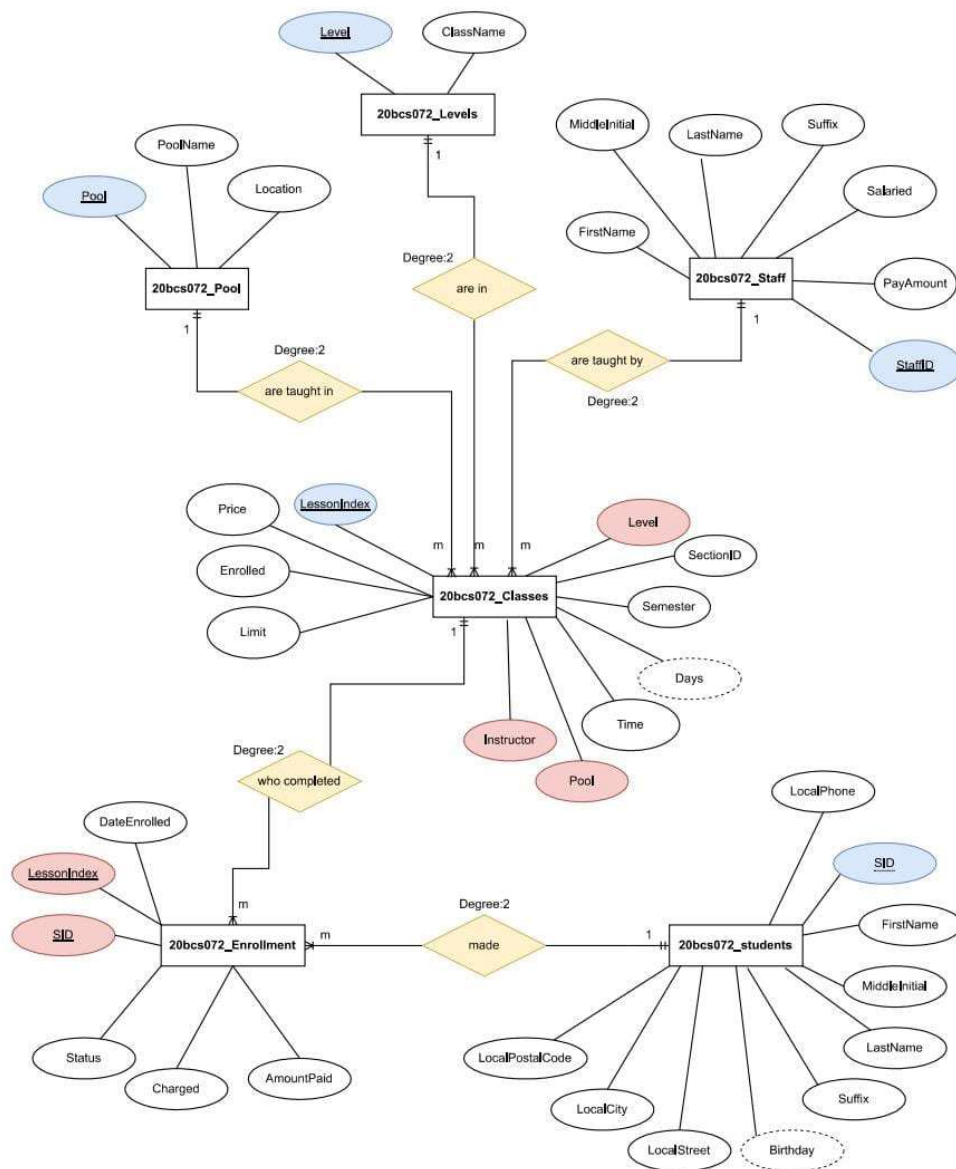 Level
ClassName
20bcs072_Levels
1
PoolName
Pool
Location
20bcs072_Pool
1
MiddleInitial
LastName
Suffix
Salaried
FirstName
20bcs072_Staff
PayAmount
1
StaffID
Degree:2
are in
Degree:2
are taught in
are taught by
Degree:2
Price
LessonIndex
m
m
m
Level
SectionID
Enrolled
20bcs072_Classes
Semester
Limit
1
Days
Time
Instructor
Pool
Degree:2
who completed
DateEnrolled
LessonIndex
SID
m
20bcs072_Enrollment
m
Status
Charged
AmountPaid
Degree:2
made
1
20bcs072_students
LocalPhone
SID
FirstName
MiddleInitial
LastName
Suffix
Birthday
LocalStreet
LocalCity
LocalPostalCode